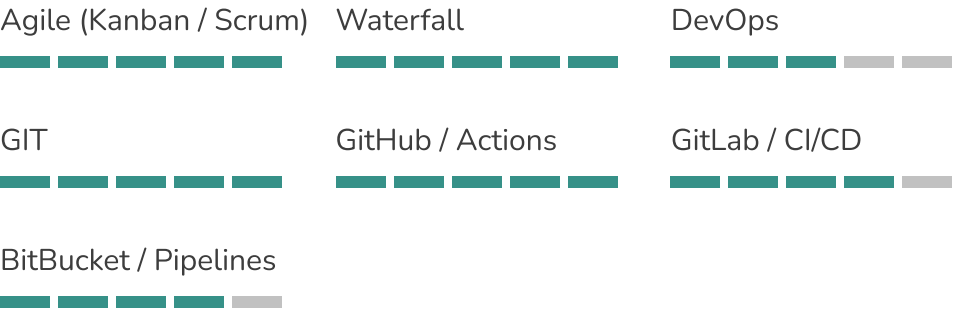 Agile (Kanban / Scrum)
Waterfall
DevOps
GIT
GitHub / Actions
GitLab / CI/CD
BitBucket / Pipelines